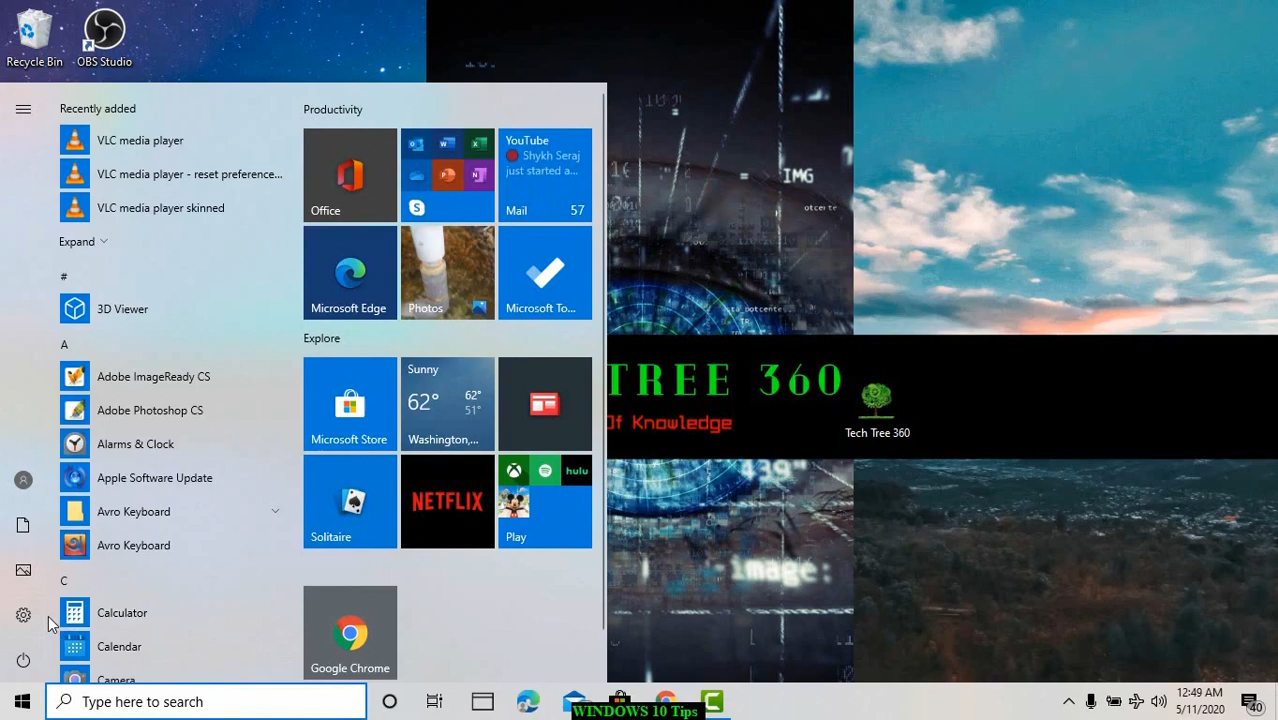 Recycle Bin
OBS Studio
Recently added
VLC media player
VLC media player - reset preference...
VLC media player skinned
Expand
#
3D Viewer
A
Adobe ImageReady CS
Adobe Photoshop CS
Alarms & Clock
Apple Software Update
Avro Keyboard
Avro Keyboard
C
Calculator
Calendar
Camera
Productivity
Office
YouTube
Shykh Seraj
just started a...
Mail 57
Microsoft Edge
Photos
Microsoft To...
Explore
Microsoft Store
Sunny
62° 62°
51°
Washington,...
Solitaire
NETFLIX
hulu
Play
Google Chrome
= IMG
TREE 360
Of Knowledge
Tech Tree 360
-image:
Type here to search
WINDOWS 10 Tips
12:49 AM
5/11/2020
40